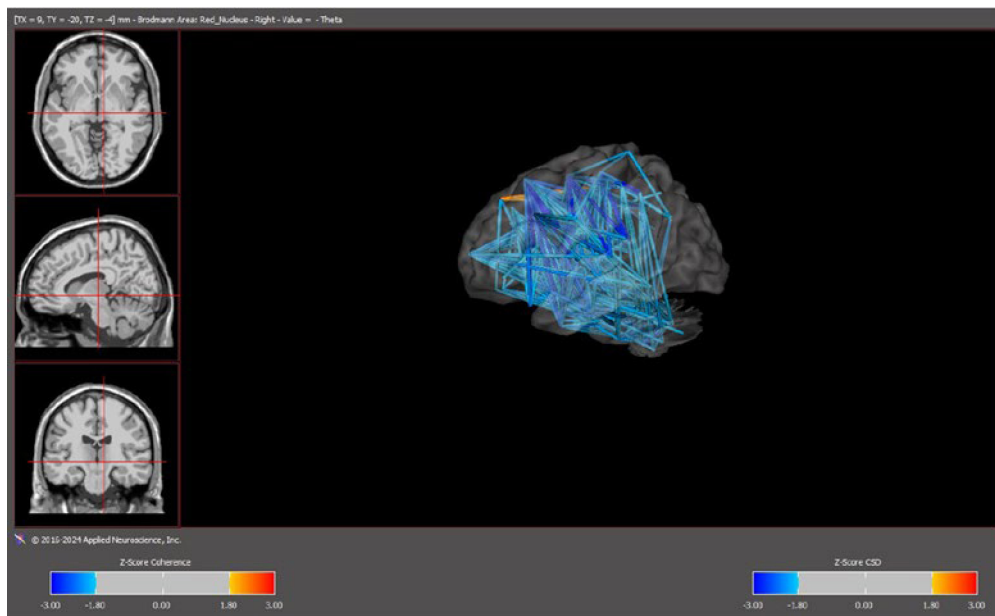 [TX = 9, TY = -20, TZ = -4] mm - Brodmann Area: Red_Nucleus - Right - Value = - Theta
© 2016-2024 Applied Neuroscience, Inc.
Z-Score Coherence
-3.00 -1.80 0.00 1.80 3.00
Z-Score CSD
-3.00 -1.80 0.00 1.80 3.00